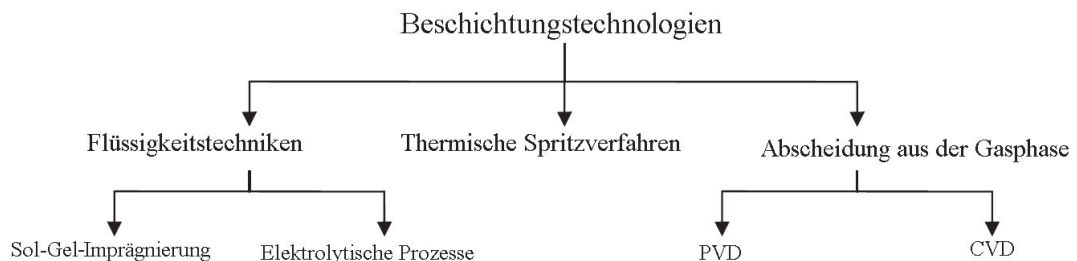 Beschichtungstechnologien
Flüssigkeitstechniken
Thermische Spritzverfahren
Abscheidung aus der Gasphase
Sol-Gel-Imprägnierung
Elektrolytische Prozesse
PVD
CVD